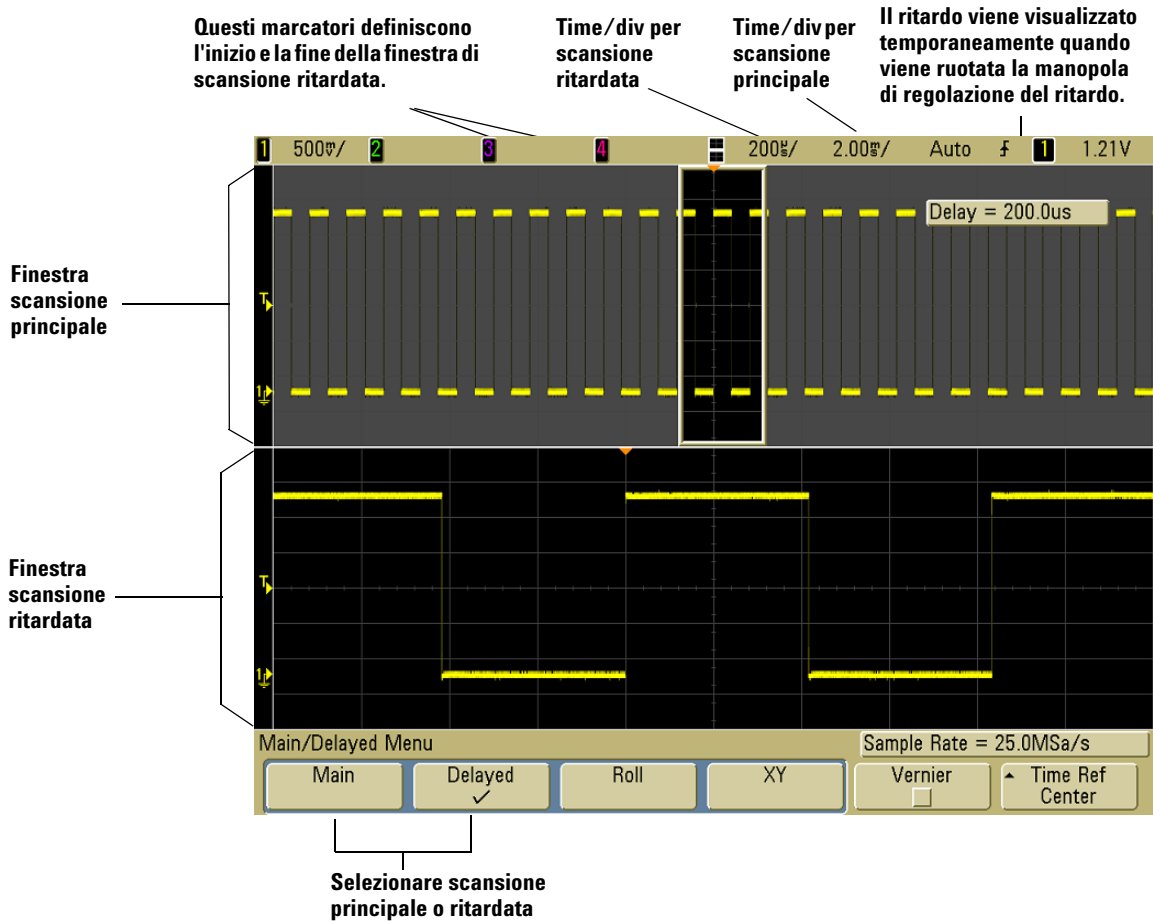 Questi marcatori definiscono
l'inizio e la fine della finestra di
scansione ritardata.
Time/div per
scansione
ritardata
Time/div per
scansione
principale
Il ritardo viene visualizzato
temporaneamente quando
viene ruotata la manopola
di regolazione del ritardo.
1 500mV/ 2 3 4 200µs/ 2.00ms/ Auto 1 1.21V
Delay = 200.0us
Finestra
scansione
principale
T
1
Finestra
scansione
ritardata
T
1
Main/Delayed Menu
Sample Rate = 25.0MSa/s
Main
Delayed
Roll
XY
Vernier
Time Ref
Center
Selezionare scansione
principale o ritardata